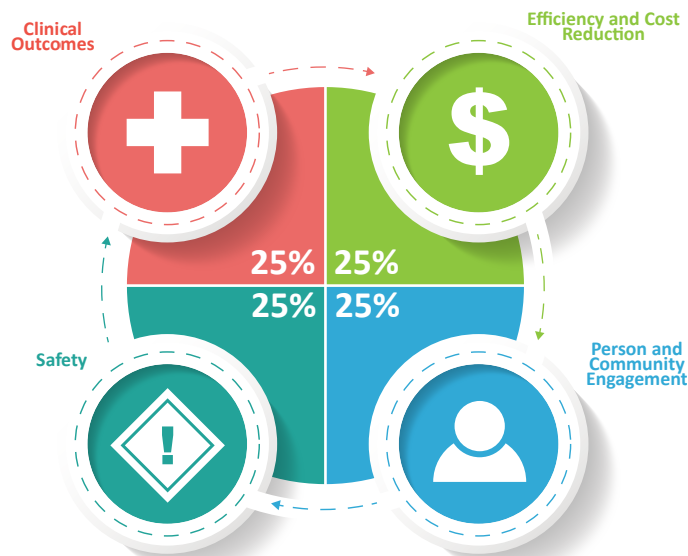 Clinical
Outcomes
Efficiency and Cost
Reduction
$
25% 25%
25% 25%
Safety
Person and
Community
Engagement
!